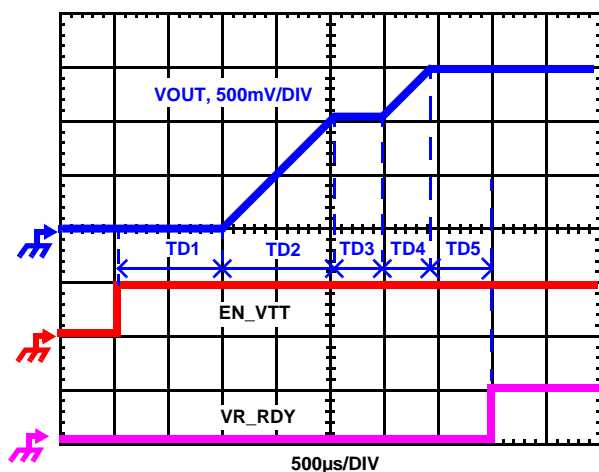 VOUT, 500mV/DIV
TD1 TD2 TD3 TD4 TD5
EN_VTT
VR_RDY
500µs/DIV